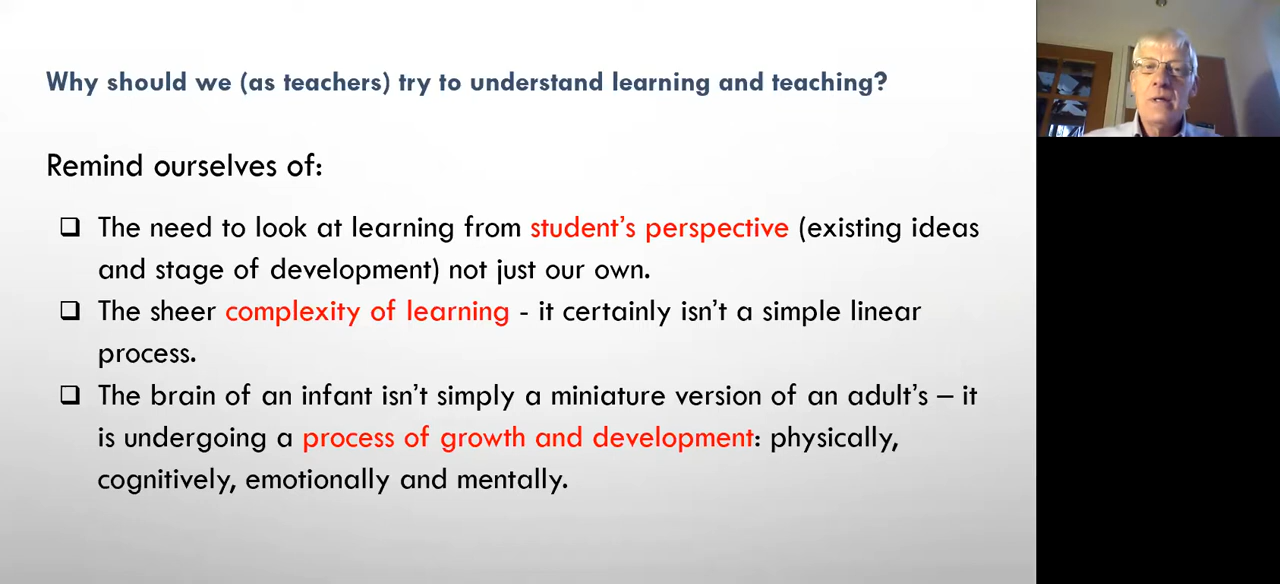 Why should we (as teachers) try to understand learning and teaching?
Remind ourselves of:
❑ The need to look at learning from student’s perspective (existing ideas
and stage of development) not just our own.
❑ The sheer complexity of learning - it certainly isn’t a simple linear
process.
❑ The brain of an infant isn’t simply a miniature version of an adult’s – it
is undergoing a process of growth and development: physically,
cognitively, emotionally and mentally.